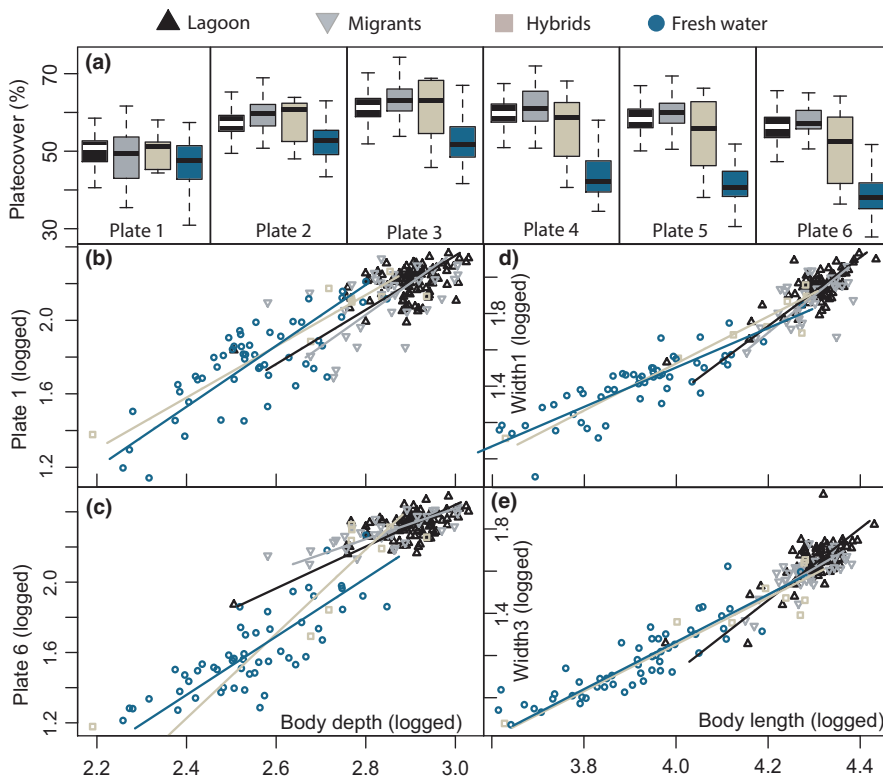 Lagoon Migrants Hybrids Fresh water
(a)
Platecower (%)
70
50
30
Plate 1 Plate 2 Plate 3 Plate 4 Plate 5 Plate 6
(b)
Plate 1 (logged)
2.0
1.6
1.2
d)
Width1 (logged)
1.8
1.4
(c)
Plate 6 (logged)
2.0
1.6
1.2
Body depth (logged)
2.2 2.4 2.6 2.8 3.0
(e)
Width3 (logged)
1.8
1.4
Body length (logged)
3.8 4.0 4.2 4.4